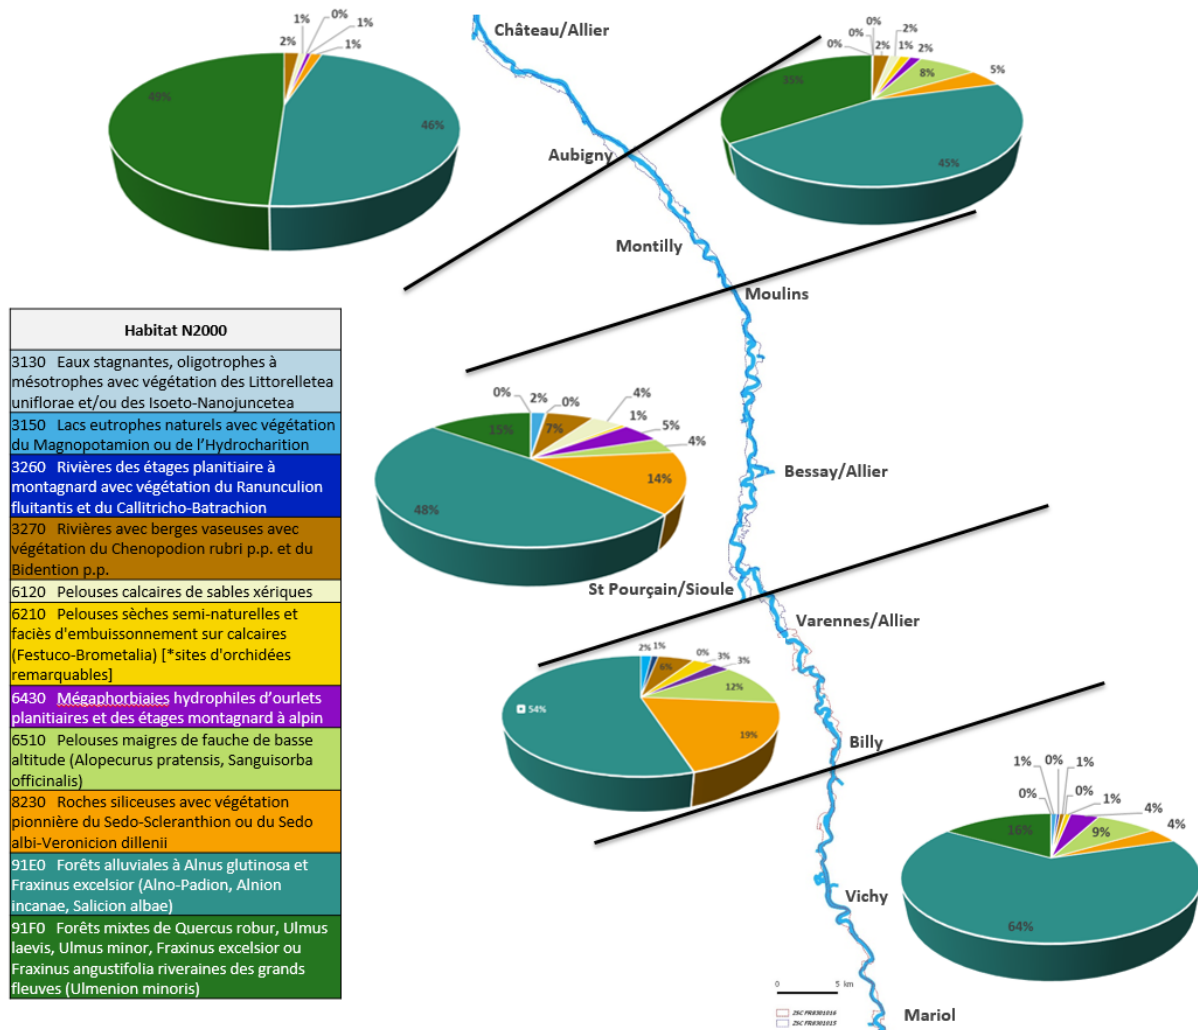 1%
0%
1%
2%
1%
49%
46%
Château/Allier
0%
0%
2%
0%
1%
2%
0%
2%
35%
8%
5%
45%
Aubigny
Montilly
Moulins
Habitat N2000
3130 Eaux stagnantes, oligotrophes à
mésotrophes avec végétation des Littorelletea
uniflorae et/ou des Isoeto-Nanojuncetea
3150 Lacs eutrophes naturels avec végétation
du Magnopotamion ou de l'Hydrocharition
3260 Rivières des étages planitiaire à
montagnard avec végétation du Ranunculion
fluitantis et du Callitricho-Batrachion
3270 Rivières avec berges vaseuses avec
végétation du Chenopodion rubri p.p. et du
Bidention p.p.
6120 Pelouses calcaires de sables xériques
6210 Pelouses sèches semi-naturelles et
faciès d'embuissonnement sur calcaires
(Festuco-Brometalia) [*sites d'orchidées
remarquables]
6430 Mégaphorbiaies hydrophiles d'ourlets
planitiaires et des étages montagnard à alpin
6510 Pelouses maigres de fauche de basse
altitude (Alopecurus pratensis, Sanguisorba
officinalis)
8230 Roches siliceuses avec végétation
pionnière du Sedo-Scleranthion ou du Sedo
albi-Veronicion dillenii
91E0 Forêts alluviales à Alnus glutinosa et
Fraxinus excelsior (Alno-Padion, Alnion
incanae, Salicion albae)
91F0 Forêts mixtes de Quercus robur, Ulmus
laevis, Ulmus minor, Fraxinus excelsior ou
Fraxinus angustifolia riveraines des grands
fleuves (Ulmenion minoris)
0%
2%
0%
4%
1%
5%
4%
15%
7%
14%
48%
Bessay/Allier
St Pourçain/Sioule
Varennes/Allier
2%
1%
6%
0%
3%
3%
12%
19%
54%
Billy
1%
0%
1%
0%
0%
1%
4%
4%
16%
9%
64%
Vichy
0 5 km
ZSC FR8301016
ZSC FR8301015
Mariol